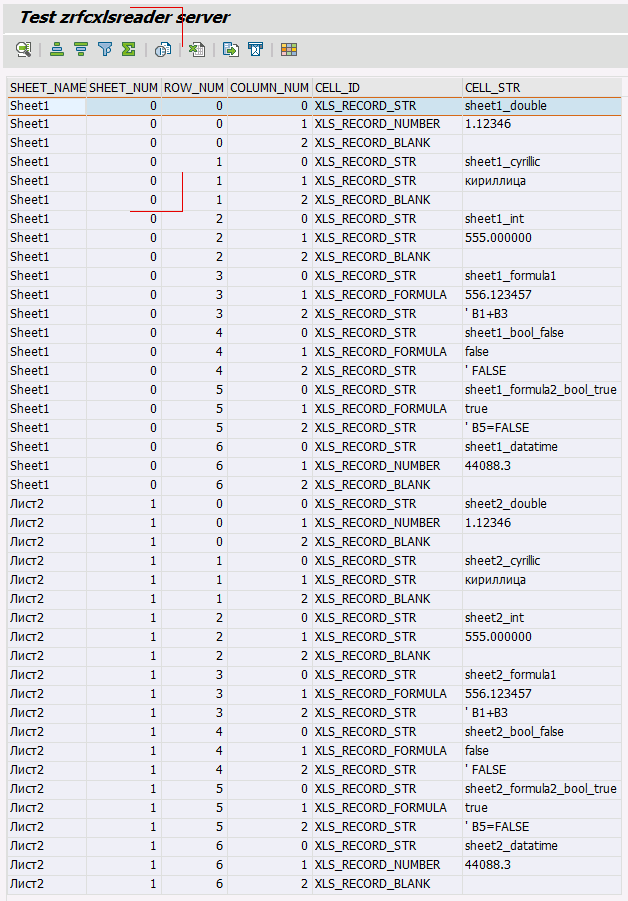 Test zrfcxlsreader server
SHEET_NAME SHEET_NUM ROW_NUM COLUMN_NUM CELL_ID CELL_STR
Sheet1 0 0 0 XLS_RECORD_STR sheet1_double
Sheet1 0 0 1 XLS_RECORD_NUMBER 1.12346
Sheet1 0 0 2 XLS_RECORD_BLANK
Sheet1 0 1 0 XLS_RECORD_STR sheet1_cyrillic
Sheet1 0 1 1 XLS_RECORD_STR кириллица
Sheet1 0 1 2 XLS_RECORD_BLANK
Sheet1 0 2 0 XLS_RECORD_STR sheet1_int
Sheet1 0 2 1 XLS_RECORD_STR 555.000000
Sheet1 0 2 2 XLS_RECORD_BLANK
Sheet1 0 3 0 XLS_RECORD_STR sheet1_formula1
Sheet1 0 3 1 XLS_RECORD_FORMULA 556.123457
Sheet1 0 3 2 XLS_RECORD_STR ' B1+B3
Sheet1 0 4 0 XLS_RECORD_STR sheet1_bool_false
Sheet1 0 4 1 XLS_RECORD_FORMULA false
Sheet1 0 4 2 XLS_RECORD_STR ' FALSE
Sheet1 0 5 0 XLS_RECORD_STR sheet1_formula2_bool_true
Sheet1 0 5 1 XLS_RECORD_FORMULA true
Sheet1 0 5 2 XLS_RECORD_STR ' B5=FALSE
Sheet1 0 6 0 XLS_RECORD_STR sheet1_datatime
Sheet1 0 6 1 XLS_RECORD_NUMBER 44088.3
Sheet1 0 6 2 XLS_RECORD_BLANK
Лист2 1 0 0 XLS_RECORD_STR sheet2_double
Лист2 1 0 1 XLS_RECORD_NUMBER 1.12346
Лист2 1 0 2 XLS_RECORD_BLANK
Лист2 1 1 0 XLS_RECORD_STR sheet2_cyrillic
Лист2 1 1 1 XLS_RECORD_STR кириллица
Лист2 1 1 2 XLS_RECORD_BLANK
Лист2 1 2 0 XLS_RECORD_STR sheet2_int
Лист2 1 2 1 XLS_RECORD_STR 555.000000
Лист2 1 2 2 XLS_RECORD_BLANK
Лист2 1 3 0 XLS_RECORD_STR sheet2_formula1
Лист2 1 3 1 XLS_RECORD_FORMULA 556.123457
Лист2 1 3 2 XLS_RECORD_STR ' B1+B3
Лист2 1 4 0 XLS_RECORD_STR sheet2_bool_false
Лист2 1 4 1 XLS_RECORD_FORMULA false
Лист2 1 4 2 XLS_RECORD_STR ' FALSE
Лист2 1 5 0 XLS_RECORD_STR sheet2_formula2_bool_true
Лист2 1 5 1 XLS_RECORD_FORMULA true
Лист2 1 5 2 XLS_RECORD_STR ' B5=FALSE
Лист2 1 6 0 XLS_RECORD_STR sheet2_datatime
Лист2 1 6 1 XLS_RECORD_NUMBER 44088.3
Лист2 1 6 2 XLS_RECORD_BLANK